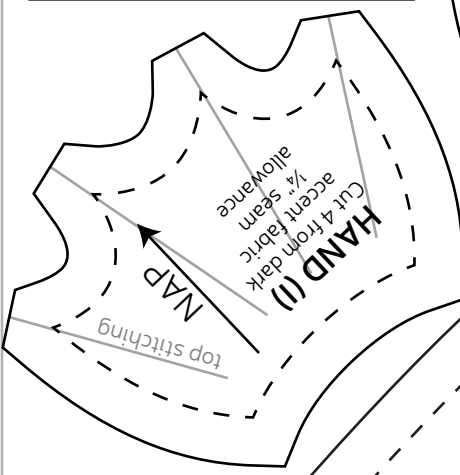 HAND (I)
Cut 4 from dark
accent fabric
¼" seam
allowance
NAP
top stitching